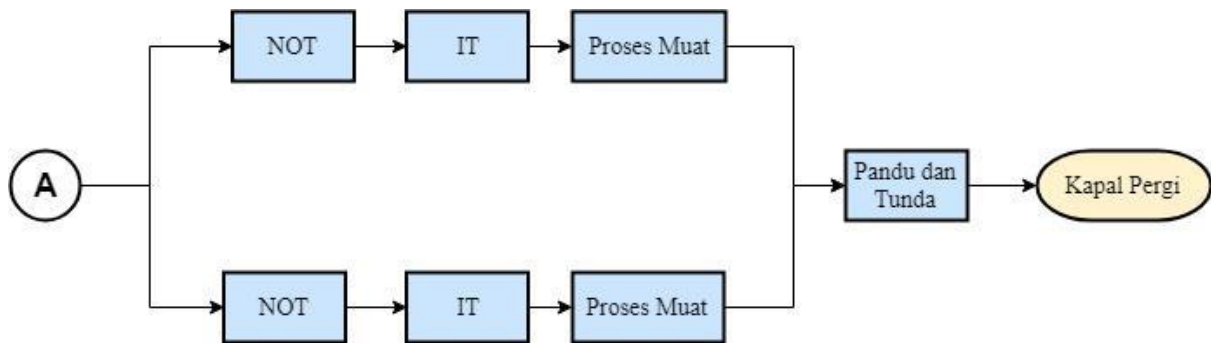 NOT
IT
Proses Muat
A
Pandu dan
Tunda
Kapal Pergi
NOT
IT
Proses Muat